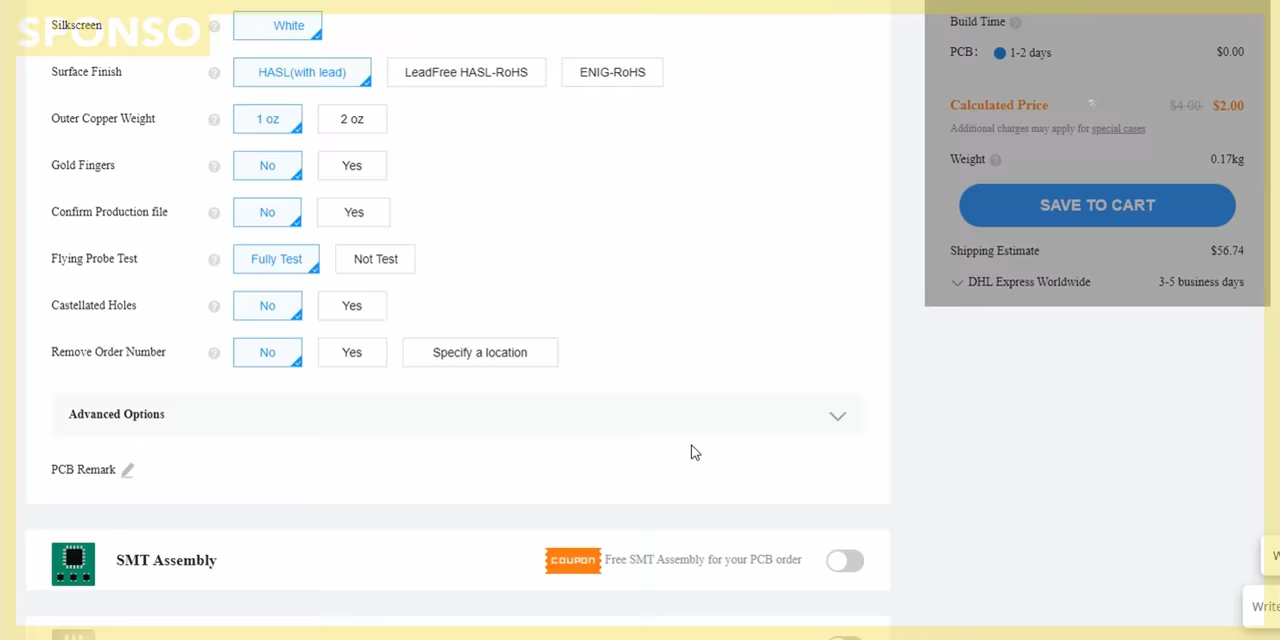 SPONSO
Silkscreen ? White
Surface Finish ? HASL(with lead) LeadFree HASL-RoHS ENIG-RoHS
Outer Copper Weight ? 1 oz 2 oz
Gold Fingers ? No Yes
Confirm Production file ? No Yes
Flying Probe Test ? Fully Test Not Test
Castellated Holes ? No Yes
Remove Order Number ? No Yes Specify a location
Advanced Options
PCB Remark
SMT Assembly COUPON Free SMT Assembly for your PCB order
Build Time ?
PCB: 1-2 days $0.00
Calculated Price $4.00 $2.00
Additional charges may apply for special cases
Weight ? 0.17kg
SAVE TO CART
Shipping Estimate $56.74
DHL Express Worldwide 3-5 business days
W
Write